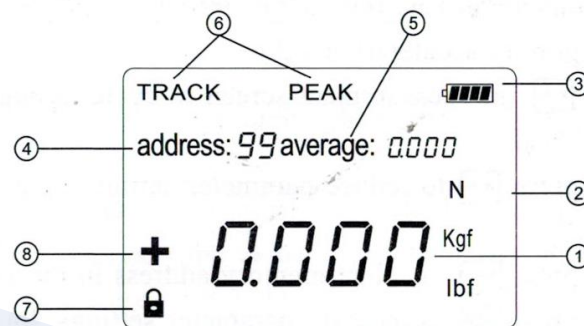 ⑥ ⑤
TRACK PEAK ③
④ address: 99 average: 0.000
N ②
⑧ + 0.000 Kgf ①
⑦ lbf